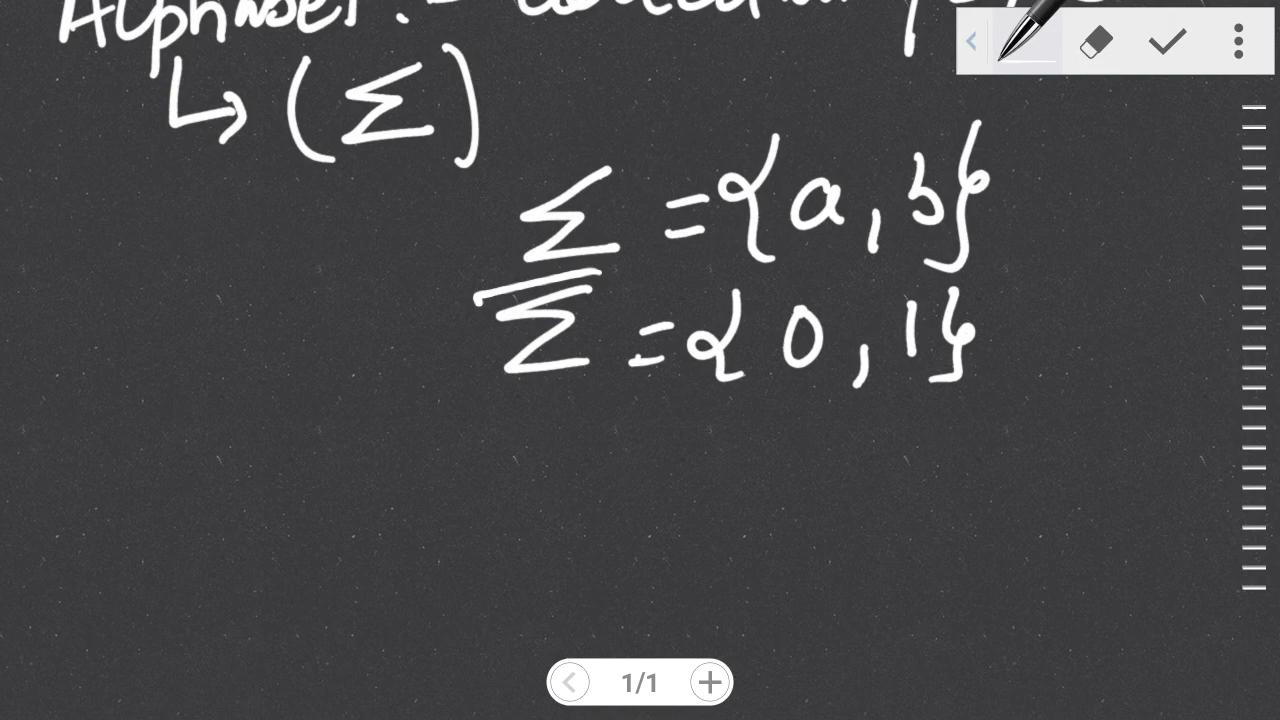 Alphabet :-
↳ (Σ)
Σ = {a, b}
Σ = {0, 1}
1/1